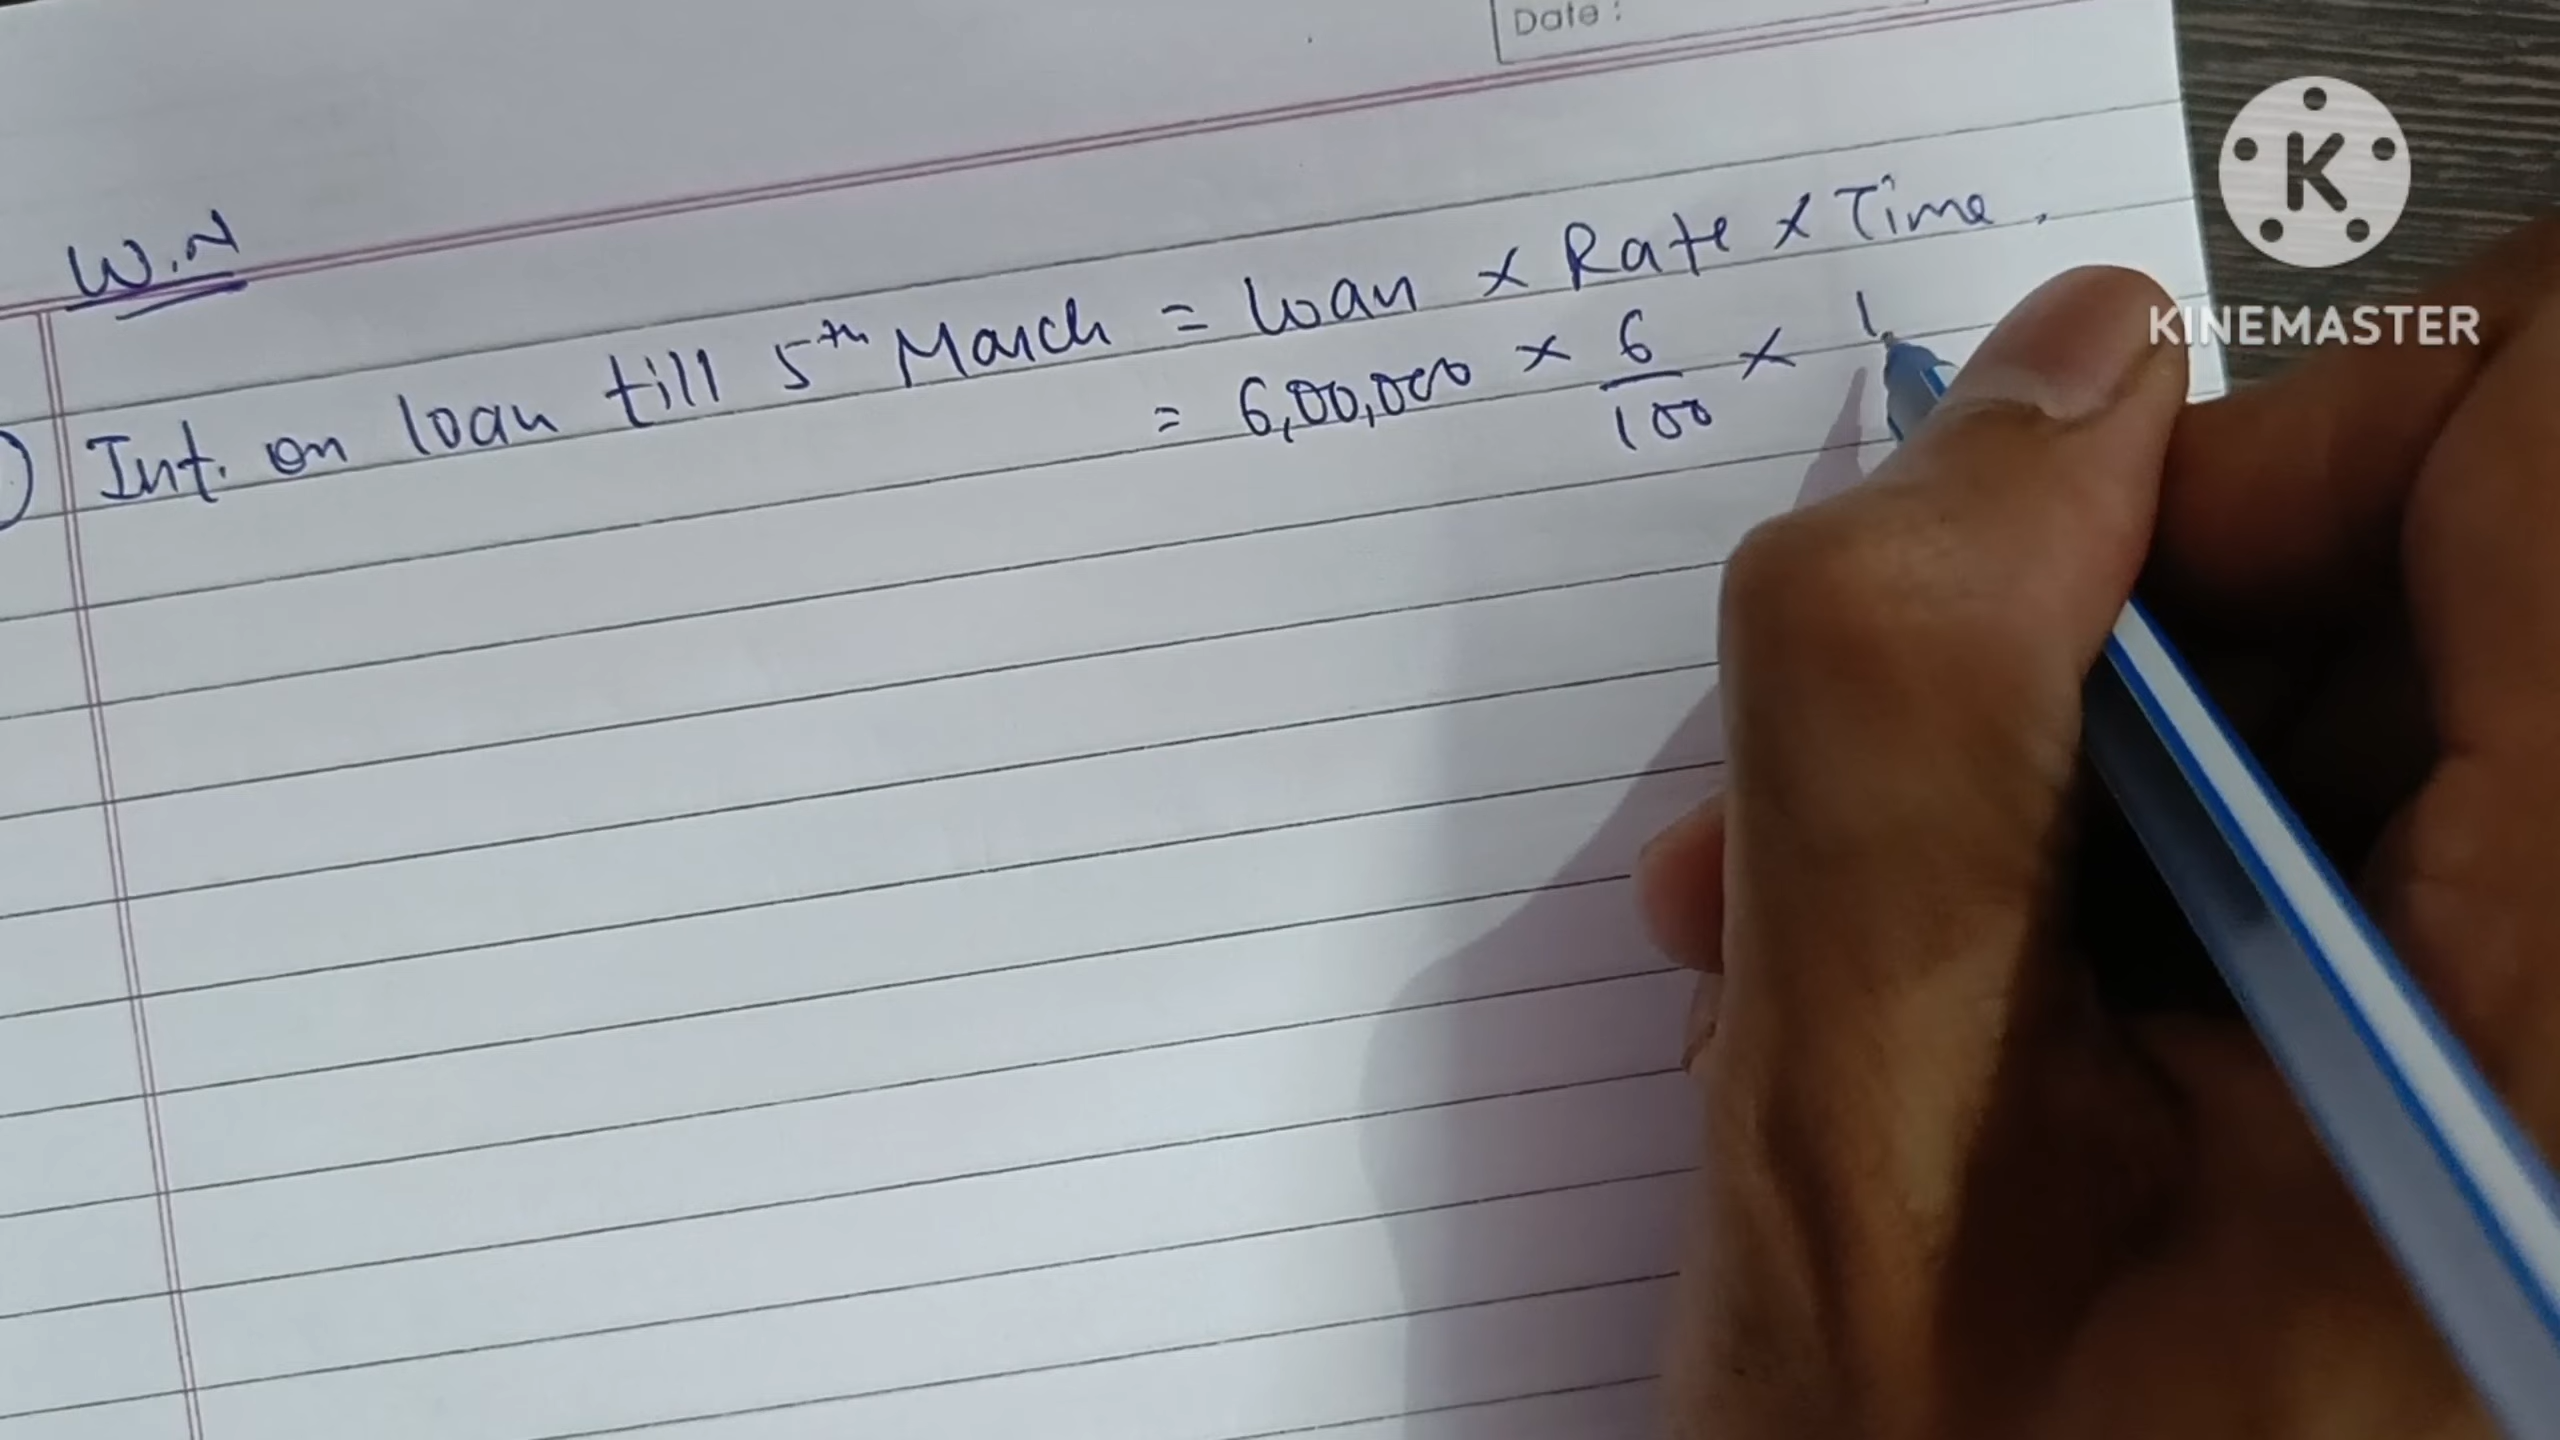 Date :
W.N
) Int. on loan till 5th March = loan × Rate × Time.
= 6,00,000 × 6/100 × 1
K
KINEMASTER